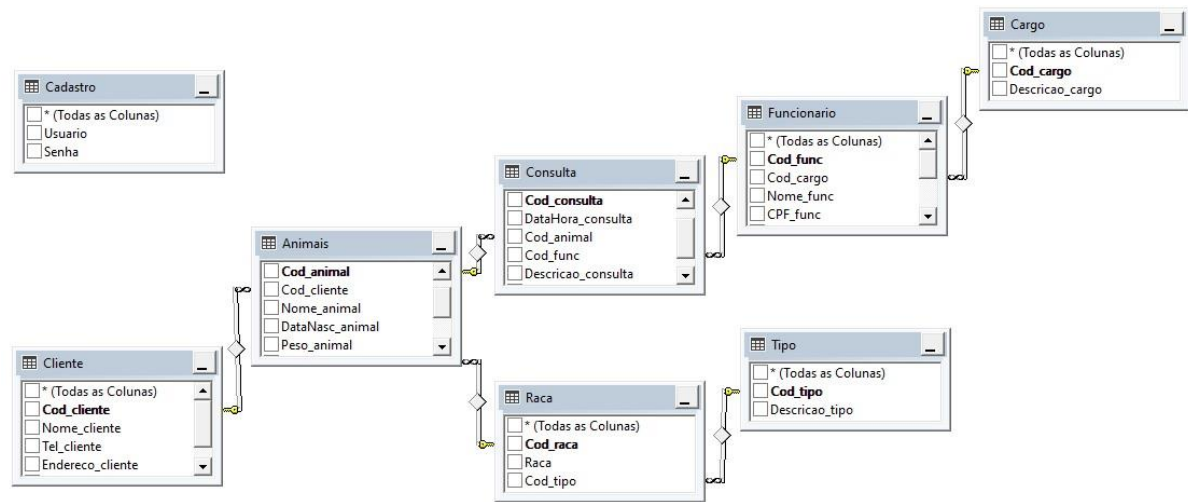 Cadastro
* (Todas as Colunas)
Usuario
Senha
Cliente
* (Todas as Colunas)
Cod_cliente
Nome_cliente
Tel_cliente
Endereco_cliente
Animais
Cod_animal
Cod_cliente
Nome_animal
DataNasc_animal
Peso_animal
Consulta
Cod_consulta
DataHora_consulta
Cod_animal
Cod_func
Descricao_consulta
Raca
* (Todas as Colunas)
Cod_raca
Raca
Cod_tipo
Funcionario
* (Todas as Colunas)
Cod_func
Cod_cargo
Nome_func
CPF_func
Tipo
* (Todas as Colunas)
Cod_tipo
Descricao_tipo
Cargo
* (Todas as Colunas)
Cod_cargo
Descricao_cargo